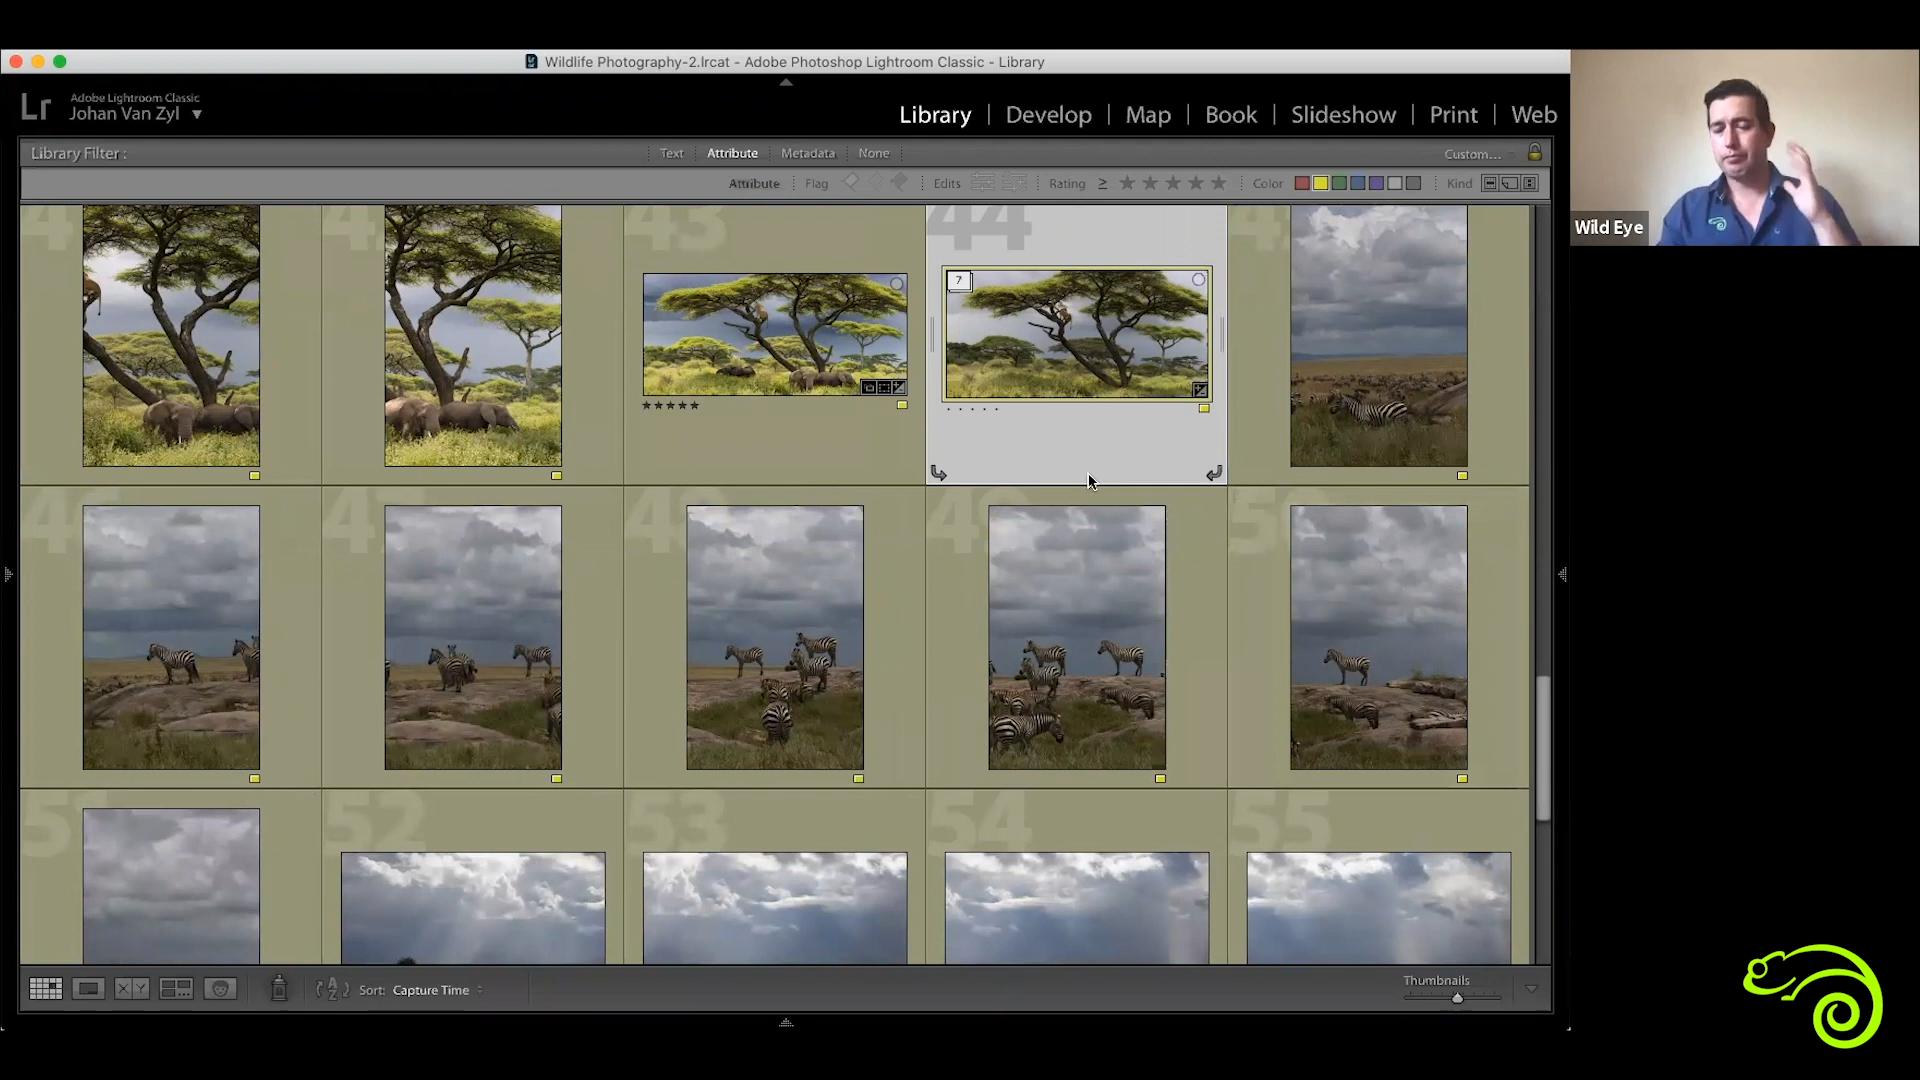 Wildlife Photography-2.lrcat - Adobe Photoshop Lightroom Classic - Library
Lr
Adobe Lightroom Classic
Johan Van Zyl
Library | Develop | Map | Book | Slideshow | Print | Web
Library Filter :
Text
Attribute
Metadata
None
Custom...
Attribute
Flag
Edits
Rating ≥
Color
Kind
Wild Eye
43
44
7
52
53
54
55
Sort: Capture Time
Thumbnails